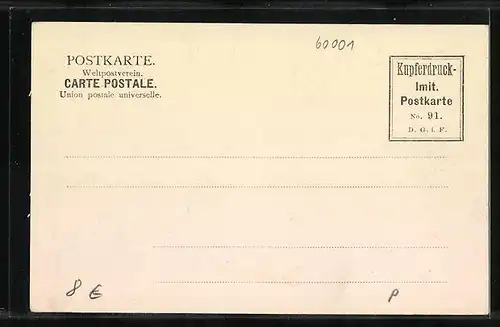 60001
POSTKARTE.
Weltpostverein.
CARTE POSTALE.
Union postale universelle.
Kupferdruck-
Imit.
Postkarte
No. 91.
D. G. i. F.
8 €
P